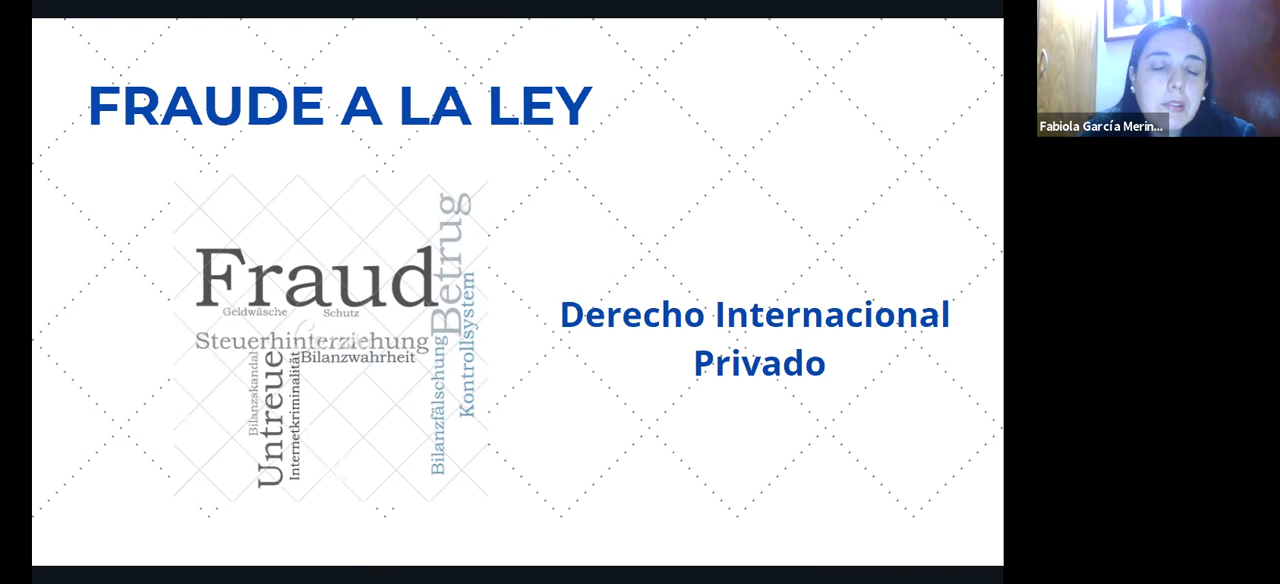 FRAUDE A LA LEY
Fraud
Betrug
Geldwäsche
Schutz
Steuerhinterziehung
Bilanzwahrheit
Kontrollsystem
Bilanzfälschung
Bilanzskandal
Untreue
Internetkriminalität
Derecho Internacional
Privado
Fabiola García Merin...